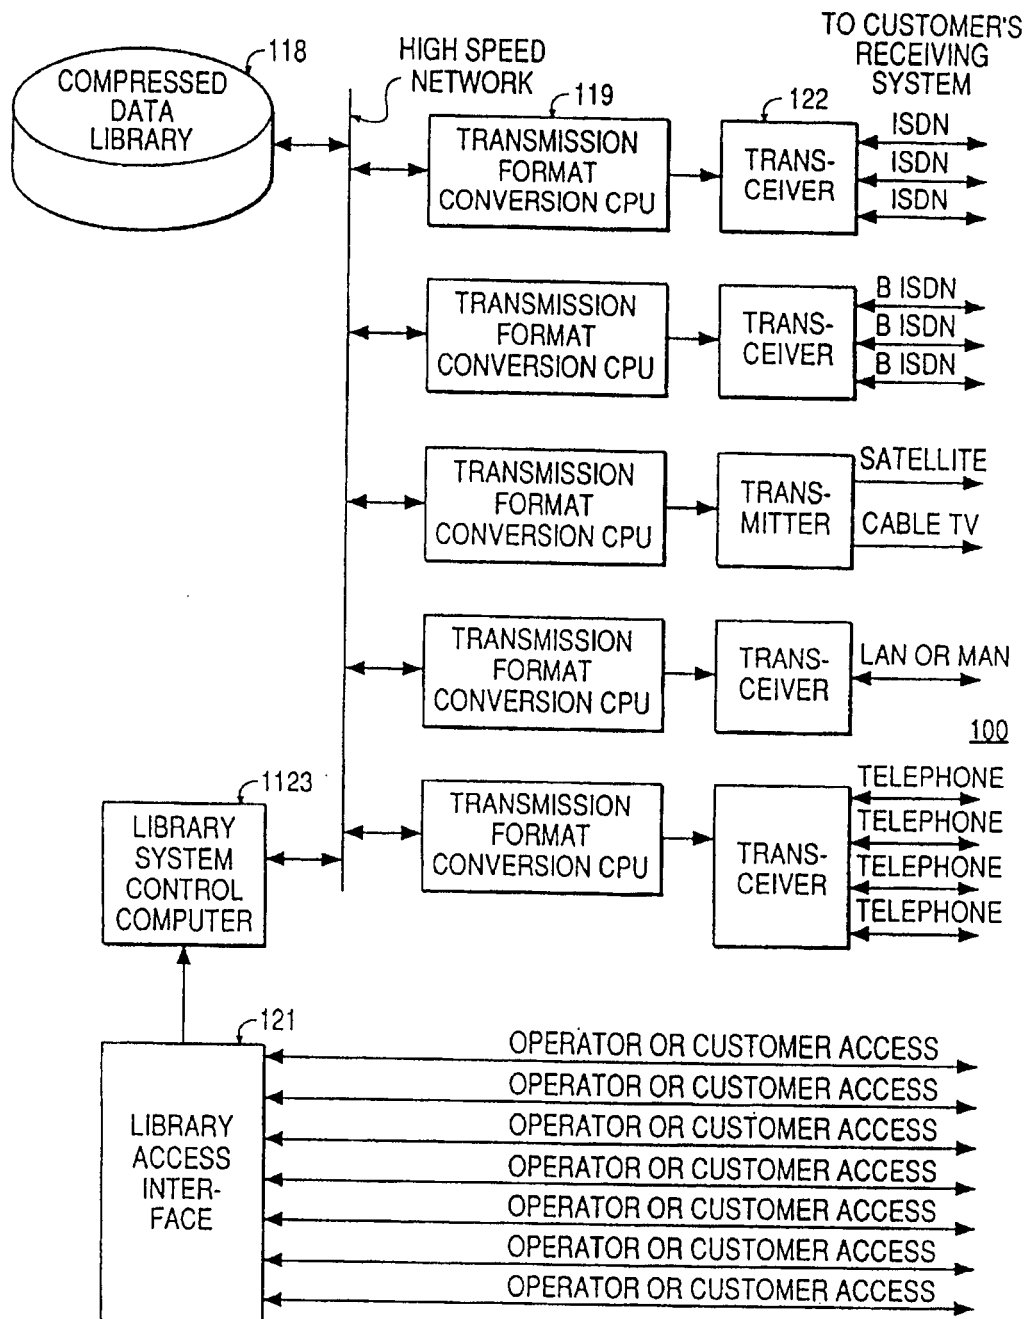 TO CUSTOMER'S
RECEIVING
SYSTEM
118
COMPRESSED
DATA
LIBRARY
HIGH SPEED
NETWORK
119
TRANSMISSION
FORMAT
CONVERSION CPU
122
TRANS-
CEIVER
ISDN
ISDN
ISDN
TRANSMISSION
FORMAT
CONVERSION CPU
TRANS-
CEIVER
B ISDN
B ISDN
B ISDN
TRANSMISSION
FORMAT
CONVERSION CPU
TRANS-
MITTER
SATELLITE
CABLE TV
TRANSMISSION
FORMAT
CONVERSION CPU
TRANS-
CEIVER
LAN OR MAN
100
1123
LIBRARY
SYSTEM
CONTROL
COMPUTER
TRANSMISSION
FORMAT
CONVERSION CPU
TRANS-
CEIVER
TELEPHONE
TELEPHONE
TELEPHONE
TELEPHONE
121
LIBRARY
ACCESS
INTER-
FACE
OPERATOR OR CUSTOMER ACCESS
OPERATOR OR CUSTOMER ACCESS
OPERATOR OR CUSTOMER ACCESS
OPERATOR OR CUSTOMER ACCESS
OPERATOR OR CUSTOMER ACCESS
OPERATOR OR CUSTOMER ACCESS
OPERATOR OR CUSTOMER ACCESS